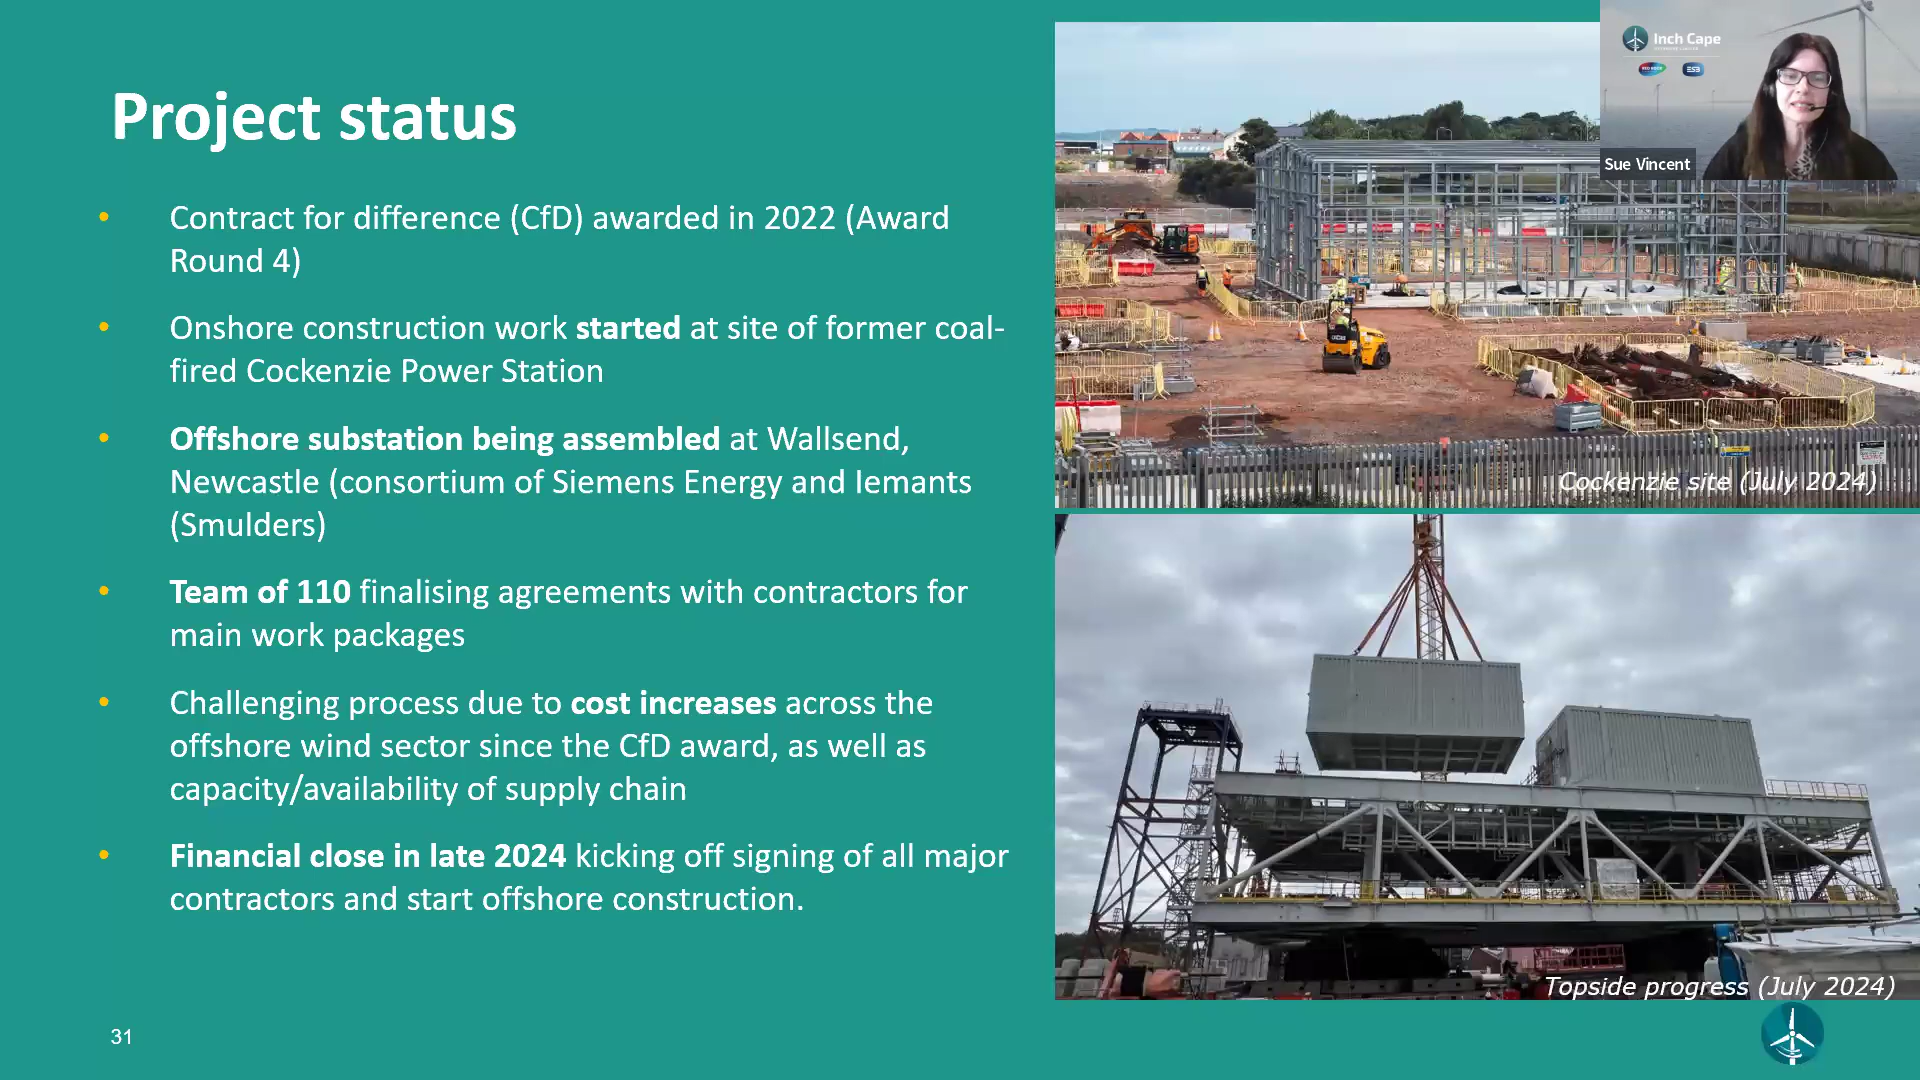 Project status
• Contract for difference (CfD) awarded in 2022 (Award
Round 4)
• Onshore construction work started at site of former coal-
fired Cockenzie Power Station
• Offshore substation being assembled at Wallsend,
Newcastle (consortium of Siemens Energy and Iemants
(Smulders)
• Team of 110 finalising agreements with contractors for
main work packages
• Challenging process due to cost increases across the
offshore wind sector since the CfD award, as well as
capacity/availability of supply chain
• Financial close in late 2024 kicking off signing of all major
contractors and start offshore construction.
31
Inch Cape
ESB
Sue Vincent
Cockenzie site (July 2024)
Topside progress (July 2024)